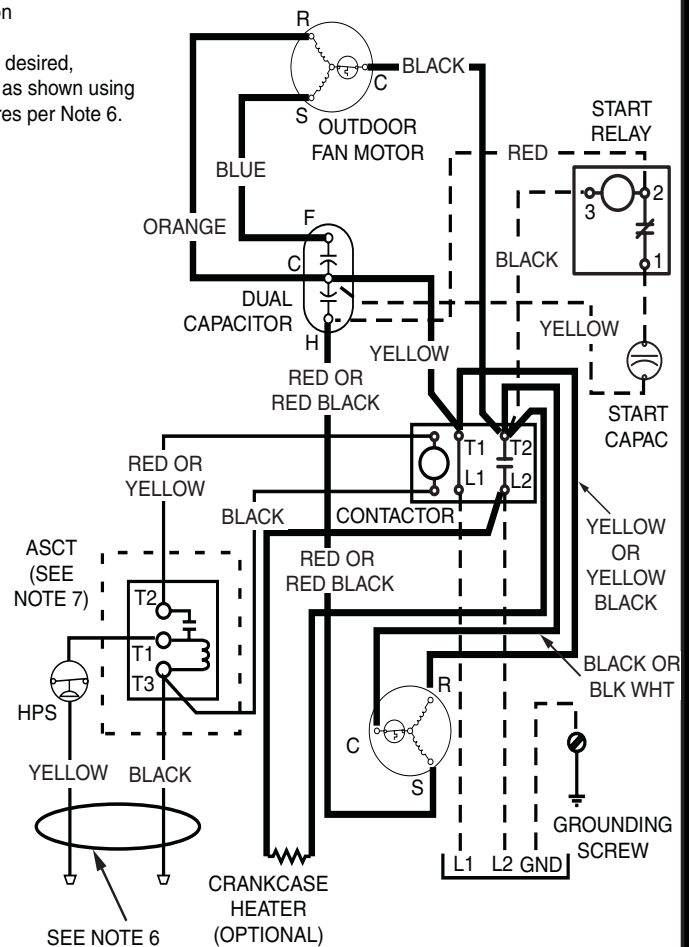 on
desired,
as shown using
res per Note 6.
R
C
S
BLACK
OUTDOOR
FAN MOTOR
START
RELAY
RED
BLUE
3
2
1
ORANGE
F
C
H
BLACK
DUAL
CAPACITOR
YELLOW
YELLOW
RED OR
RED BLACK
START
CAPAC
T1
T2
L1
L2
RED OR
YELLOW
BLACK
CONTACTOR
YELLOW
OR
YELLOW
BLACK
ASCT
(SEE
NOTE 7)
RED OR
RED BLACK
T2
T1
T3
BLACK OR
BLK WHT
HPS
R
C
S
YELLOW
BLACK
GROUNDING
SCREW
L1
L2
GND
CRANKCASE
HEATER
(OPTIONAL)
SEE NOTE 6